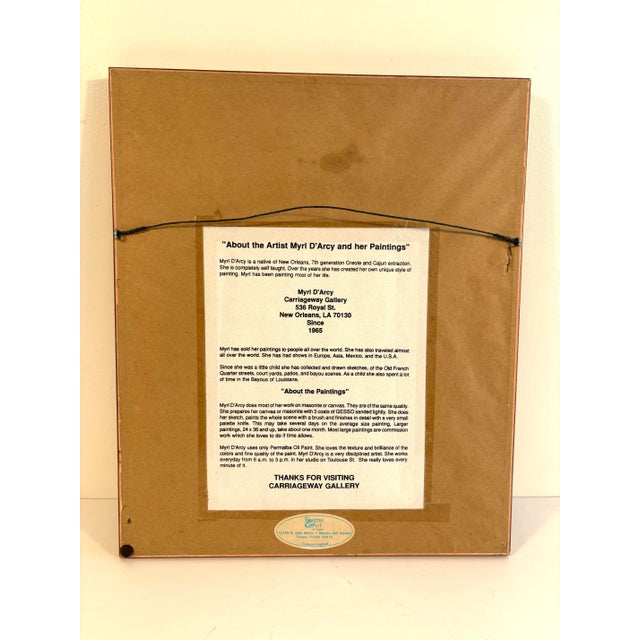 "About the Artist Myrl D'Arcy and her Paintings"
Myrl D'Arcy is a native of New Orleans, 7th generation Creole and Cajun extraction.
She is completely self taught. Over the years she has created her own unique style of
painting. Myrl has been painting most of her life.
Myrl D'Arcy
Carriageway Gallery
536 Royal St.
New Orleans, LA 70130
Since
1965
Myrl has sold her paintings to people all over the world. She has also traveled almost
all over the world. She has had shows in Europe, Asia, Mexico, and the U.S.A.
Since she was a little child she has collected and drawn sketches, of the Old French
Quarter streets, court yards, patios, and bayou scenes. As a child she also spent a lot
of time in the Bayous of Louisiana.
"About the Paintings"
Myrl D'Arcy does most of her work on masonite or canvas. They are of the same quality.
She prepares her canvas or masonite with 3 coats of GESSO sanded lightly. She does
her sketch, paints the whole scene with a brush and finishes in detail with a very small
palette knife. This may take several days on the average size painting. Larger
paintings, 24 x 36 and up, take about one month. Most large paintings are commission
work which she loves to do if time allows.
Myrl D'Arcy uses only Permalba Oil Paint. She loves the texture and brilliance of the
colors and fine quality of the paint. Myrl D'Arcy is a very disciplined artist. She works
everyday from 6 a.m. to 3 p.m. in her studio on Toulouse St. She really loves every
minute of it.
THANKS FOR VISITING
CARRIAGEWAY GALLERY
Tampa, Florida